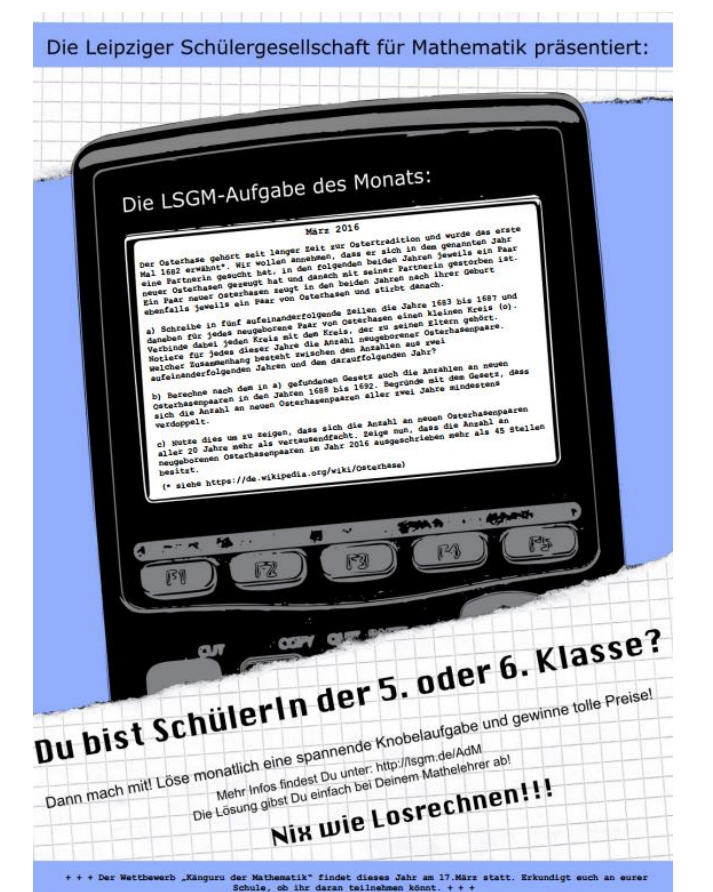 Die Leipziger Schülergesellschaft für Mathematik präsentiert:
Die LSGM-Aufgabe des Monats:
März 2016
Der Osterhase gehört seit langer Zeit zur Ostertradition und wurde das erste
Mal 1682 erwähnt*. Wir wollen annehmen, dass er sich in dem genannten Jahr
eine Partnerin gesucht hat, in den folgenden beiden Jahren jeweils ein Paar
neuer Osterhasen gezeugt hat und danach mit seiner Partnerin gestorben ist.
Ein Paar neuer Osterhasen zeugt in den beiden Jahren nach ihrer Geburt
ebenfalls jeweils ein Paar von Osterhasen und stirbt danach.
a) Schreibe in fünf aufeinanderfolgende Zeilen die Jahre 1683 bis 1687 und
daneben für jedes neugeborene Paar von Osterhasen einen kleinen Kreis (o).
Verbinde dabei jeden Kreis mit dem Kreis, der zu seinen Eltern gehört.
Notiere für jedes dieser Jahre die Anzahl neugeborener Osterhasenpaare.
Welcher Zusammenhang besteht zwischen den Anzahlen aus zwei
aufeinanderfolgenden Jahren und dem darauffolgenden Jahr?
b) Berechne nach dem in a) gefundenen Gesetz auch die Anzahlen an neuen
Osterhasenpaaren in den Jahren 1688 bis 1692. Begründe mit dem Gesetz, dass
sich die Anzahl an neuen Osterhasenpaaren aller zwei Jahre mindestens
verdoppelt.
c) Nutze dies um zu zeigen, dass sich die Anzahl an neuen Osterhasenpaaren
aller 20 Jahre mehr als vertausendfacht. Zeige nun, dass die Anzahl an
neugeborenen Osterhasenpaaren im Jahr 2016 ausgeschrieben mehr als 45 Stellen
besitzt.
(* siehe https://de.wikipedia.org/wiki/Osterhase)
F1 F2 F3 F4 F5
CUT COPY
Du bist SchülerIn der 5. oder 6. Klasse?
Dann mach mit! Löse monatlich eine spannende Knobelaufgabe und gewinne tolle Preise!
Mehr Infos findest Du unter: http://lsgm.de/AdM
Die Lösung gibst Du einfach bei Deinem Mathelehrer ab!
Nix wie Losrechnen!!!
+ + + Der Wettbewerb „Känguru der Mathematik" findet dieses Jahr am 17.März statt. Erkundigt euch an eurer
Schule, ob ihr daran teilnehmen könnt. + + +